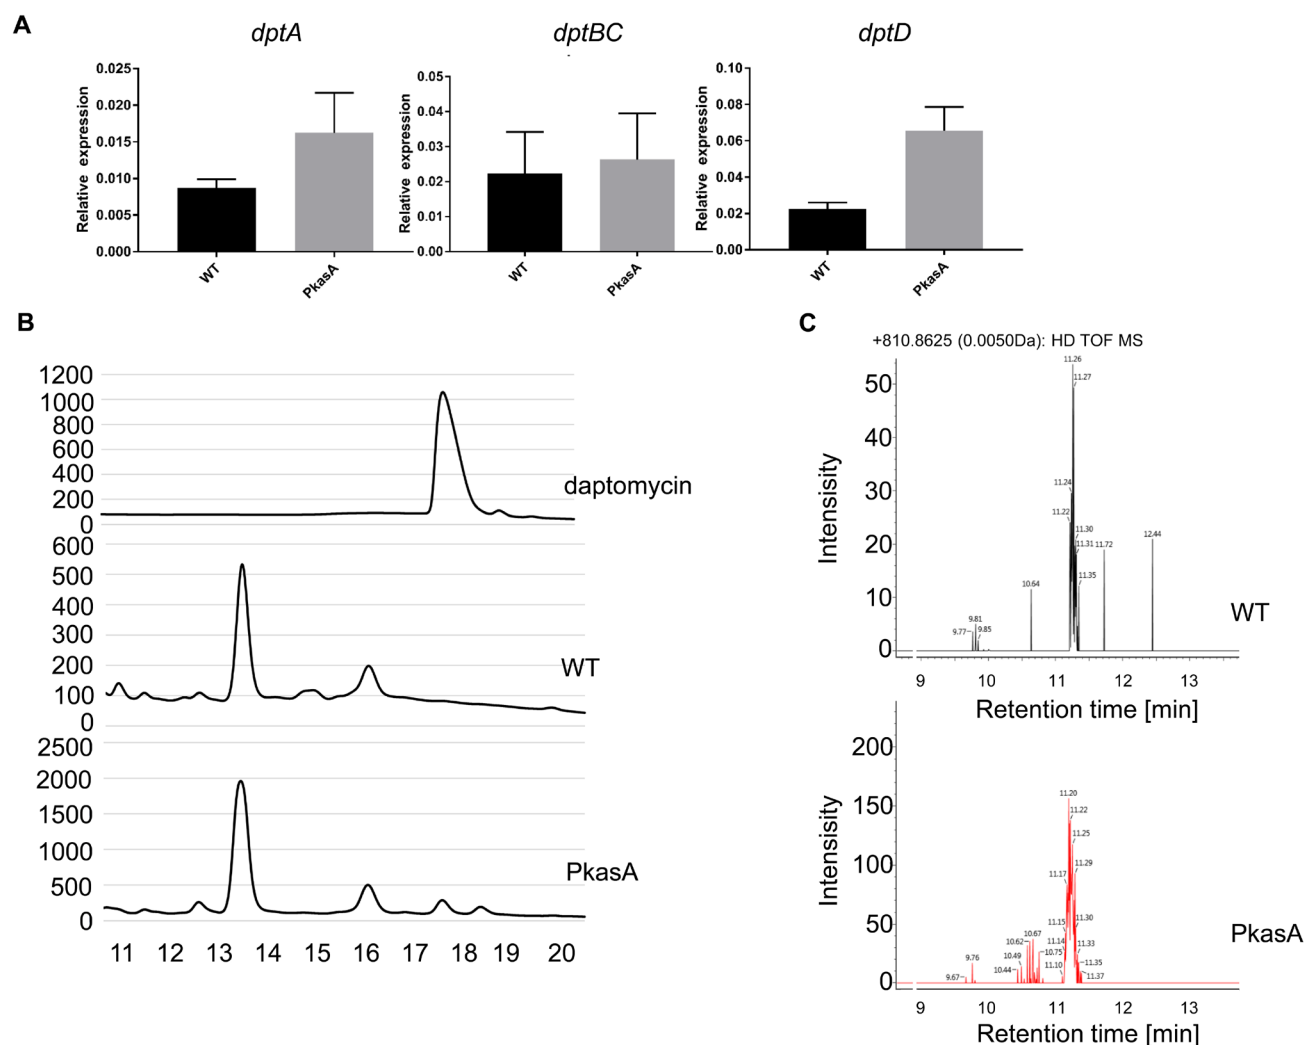 A
dptA
dptBC
dptD
Relative expression
0.025
0.020
0.015
0.010
0.005
0.000
WT
PkasA
Relative expression
0.05
0.04
0.03
0.02
0.01
0.00
WT
PkasA
Relative expression
0.10
0.08
0.06
0.04
0.02
0.00
WT
PkasA
B
1200
1000
800
600
400
200
0
daptomycin
600
500
400
300
200
100
0
WT
2500
2000
1500
1000
500
0
PkasA
11 12 13 14 15 16 17 18 19 20
C
+810.8625 (0.0050Da): HD TOF MS
Intensisity
50
40
30
20
10
0
11.26
11.27
11.24
11.22
11.30
11.31
11.72
11.35
12.44
10.64
9.81
9.77
9.85
WT
9 10 11 12 13
Retention time [min]
Intensisity
200
150
100
50
0
11.20
11.22
11.25
11.29
11.17
11.15
11.30
11.14
10.67
10.62
10.75
10.49
10.44
11.10
11.33
11.35
11.37
9.76
9.67
PkasA
9 10 11 12 13
Retention time [min]